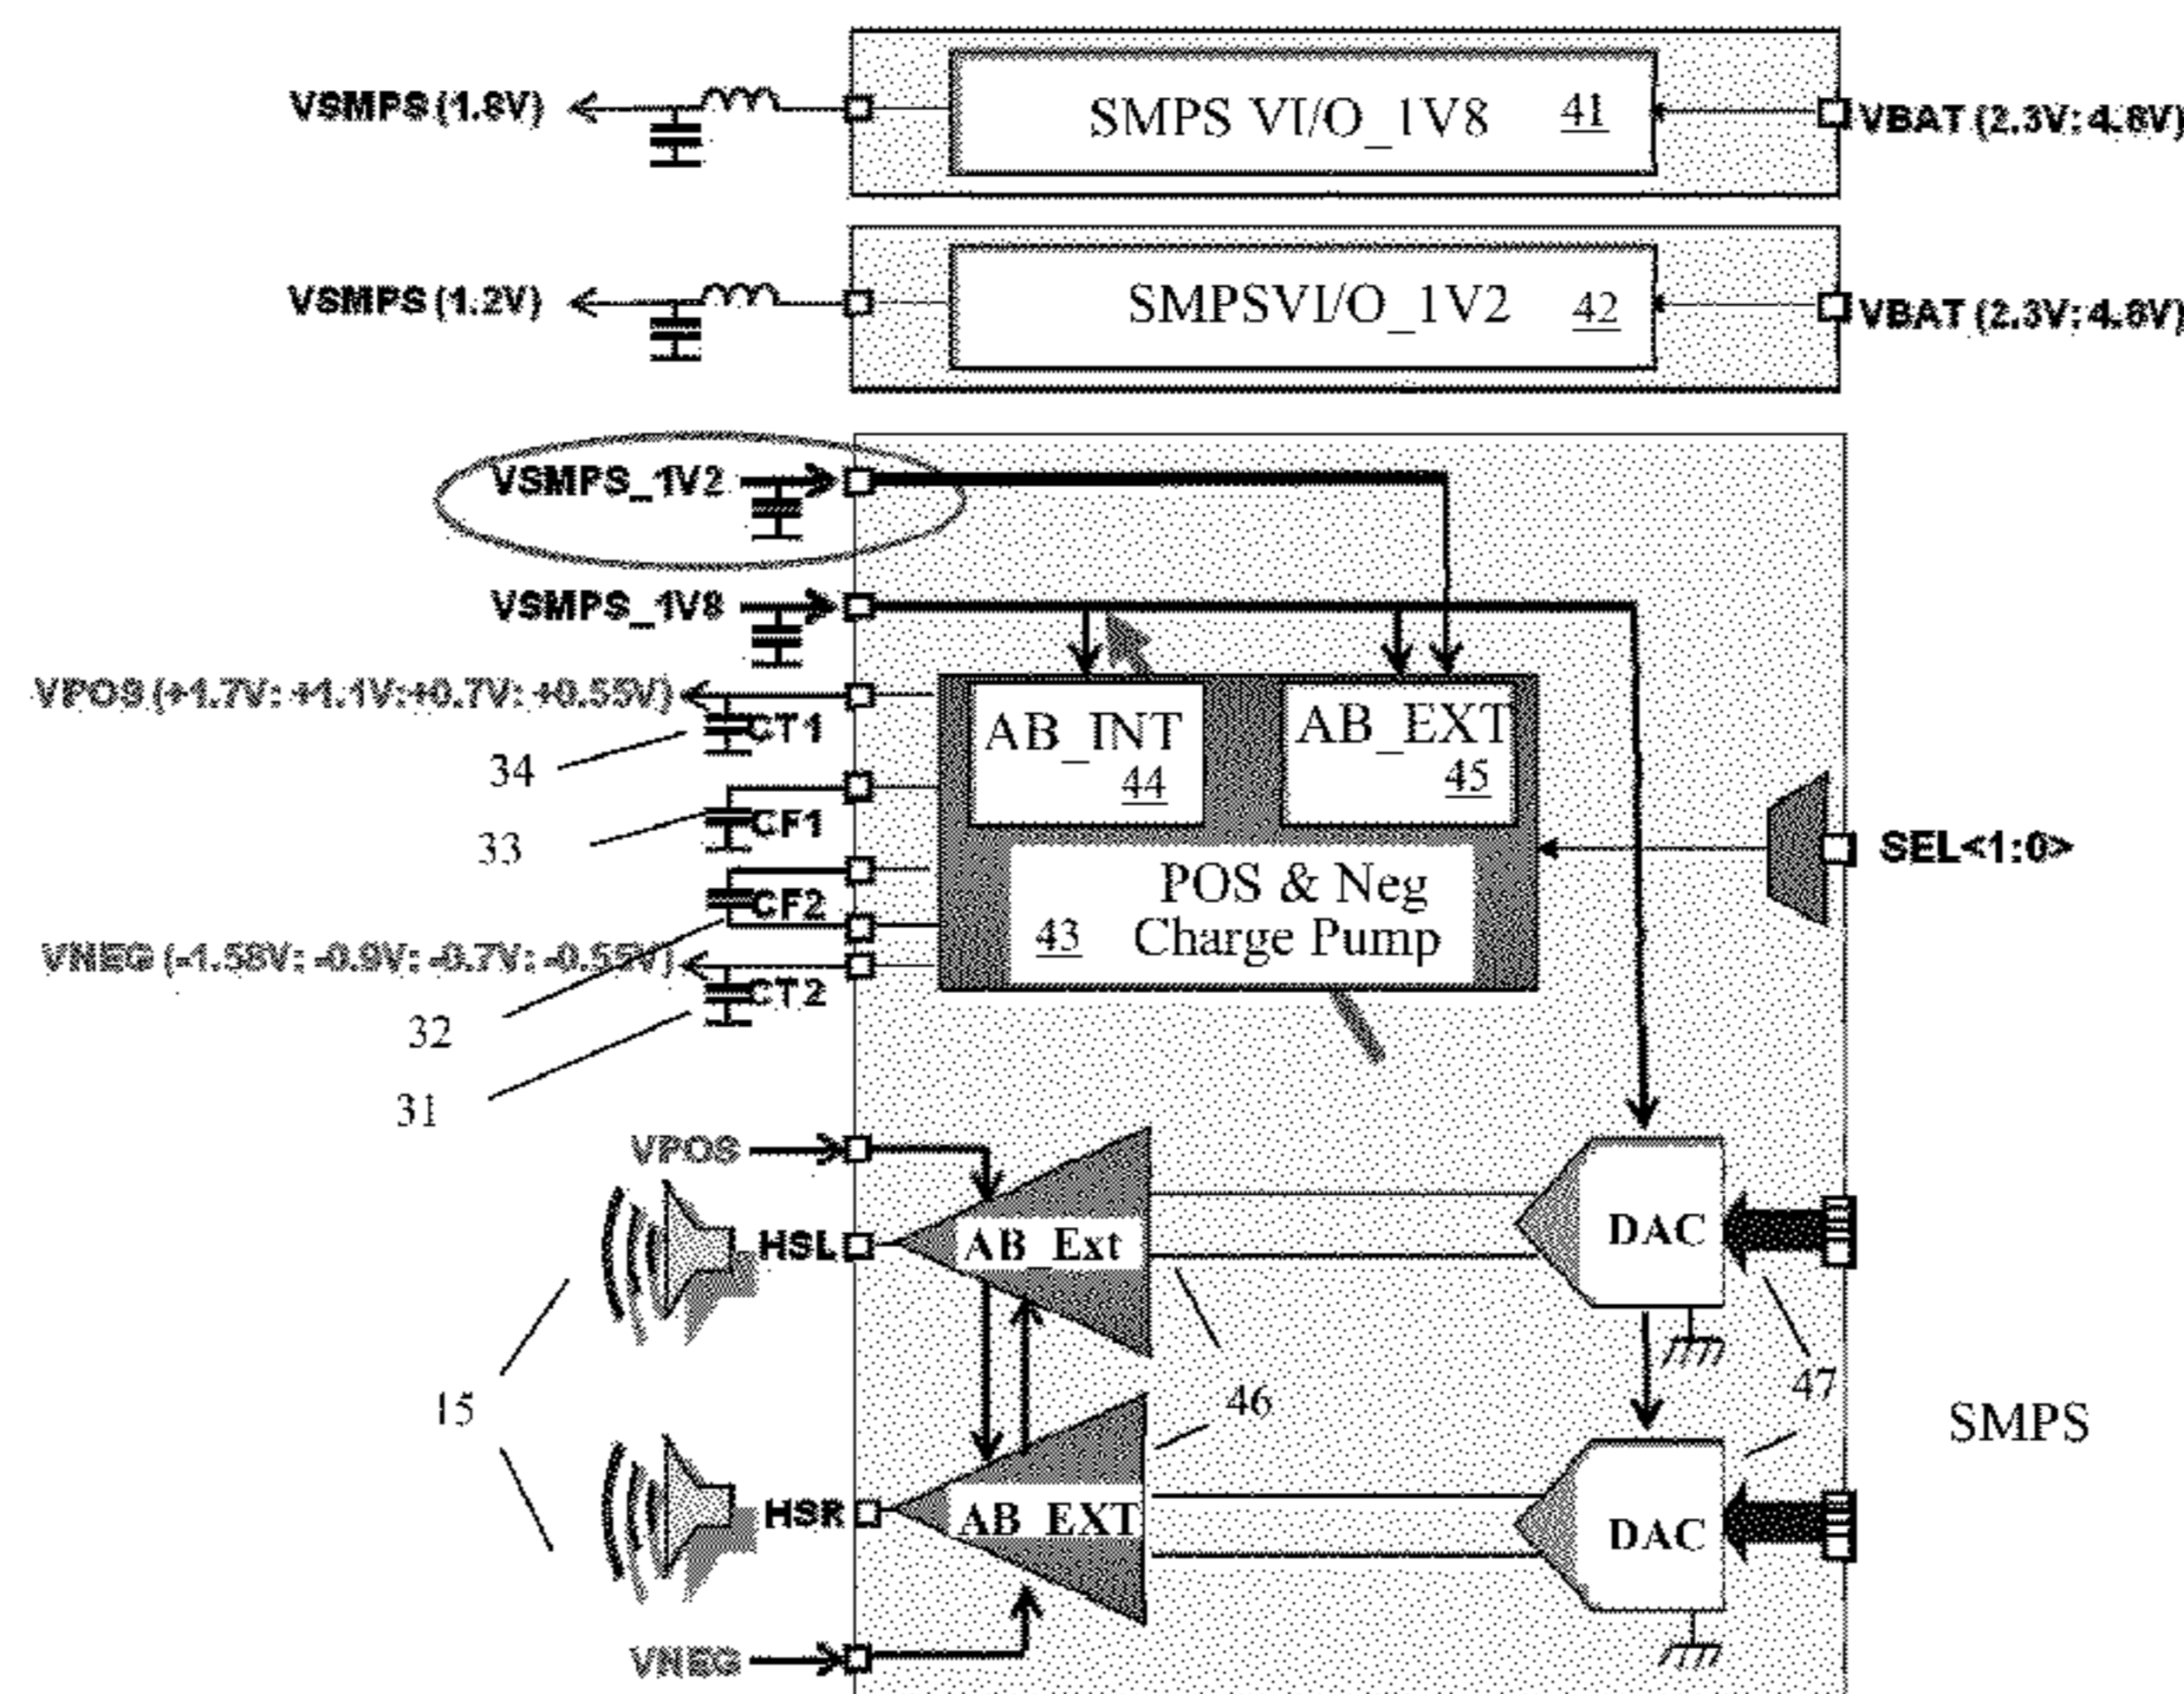 VSMPS (1.8V)
SMPS VI/O_1V8 41
VBAT (2.3V; 4.8V)
VSMPS (1.2V)
SMPSVI/O_1V2 42
VBAT (2.3V; 4.8V)
VSMPS_1V2
VSMPS_1V8
VPOS (+1.7V; +1.1V;+0.7V; +0.55V)
CT1
34
AB_INT
44
AB_EXT
45
33
CF1
SEL<1:0>
CF2
POS & Neg
43 Charge Pump
VNEG (-1.58V; -0.9V; -0.7V; -0.55V)
CT2
32
31
VPOS
HSL
AB_Ext
DAC
15
46
47
SMPS
HSR
AB_EXT
DAC
VNEG